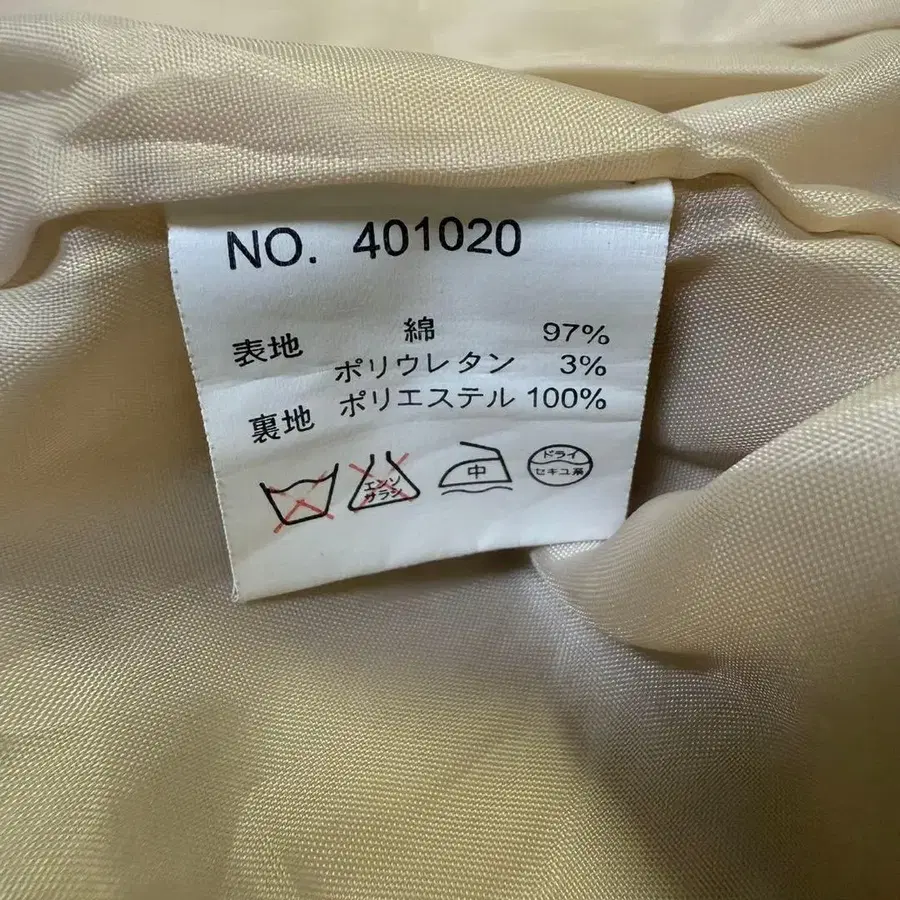 NO. 401020
表地 綿 97%
ポリウレタン 3%
裏地 ポリエステル 100%
エンソ
サラシ
中
ドライ
セキユ系